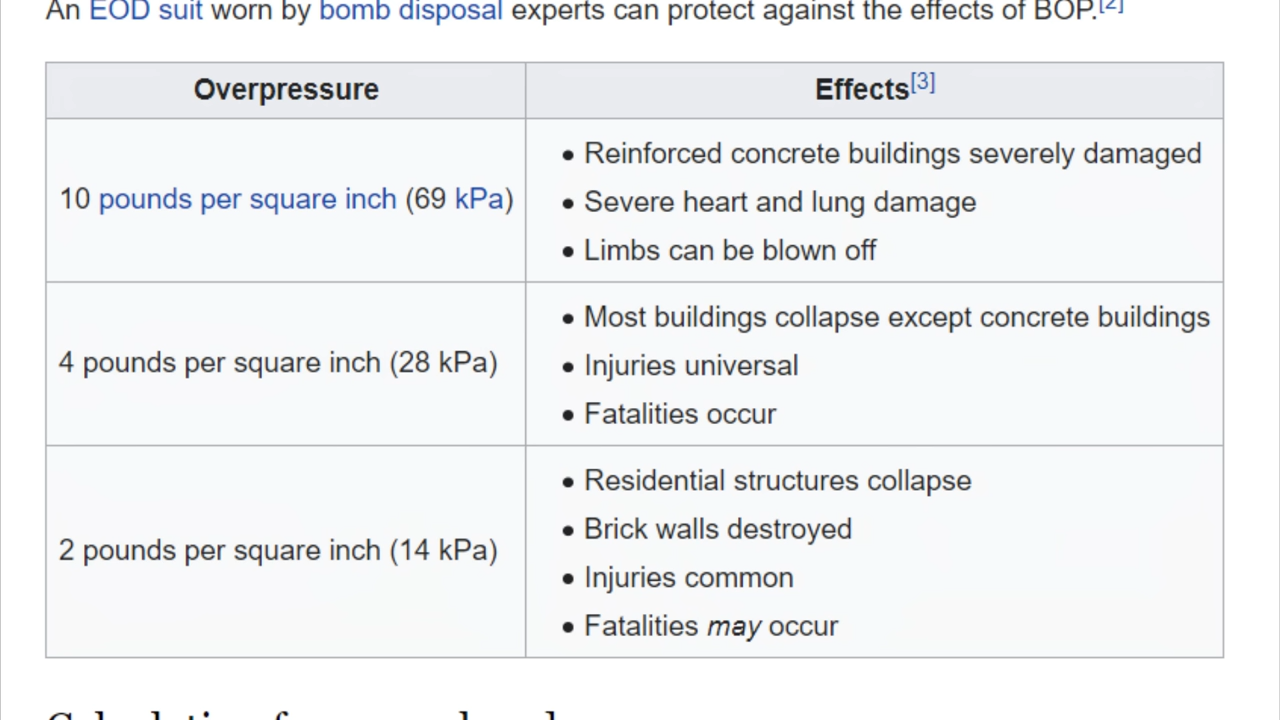 An EOD suit worn by bomb disposal experts can protect against the effects of BOP.[2]
Overpressure
Effects[3]
10 pounds per square inch (69 kPa)
• Reinforced concrete buildings severely damaged
• Severe heart and lung damage
• Limbs can be blown off
4 pounds per square inch (28 kPa)
• Most buildings collapse except concrete buildings
• Injuries universal
• Fatalities occur
2 pounds per square inch (14 kPa)
• Residential structures collapse
• Brick walls destroyed
• Injuries common
• Fatalities may occur